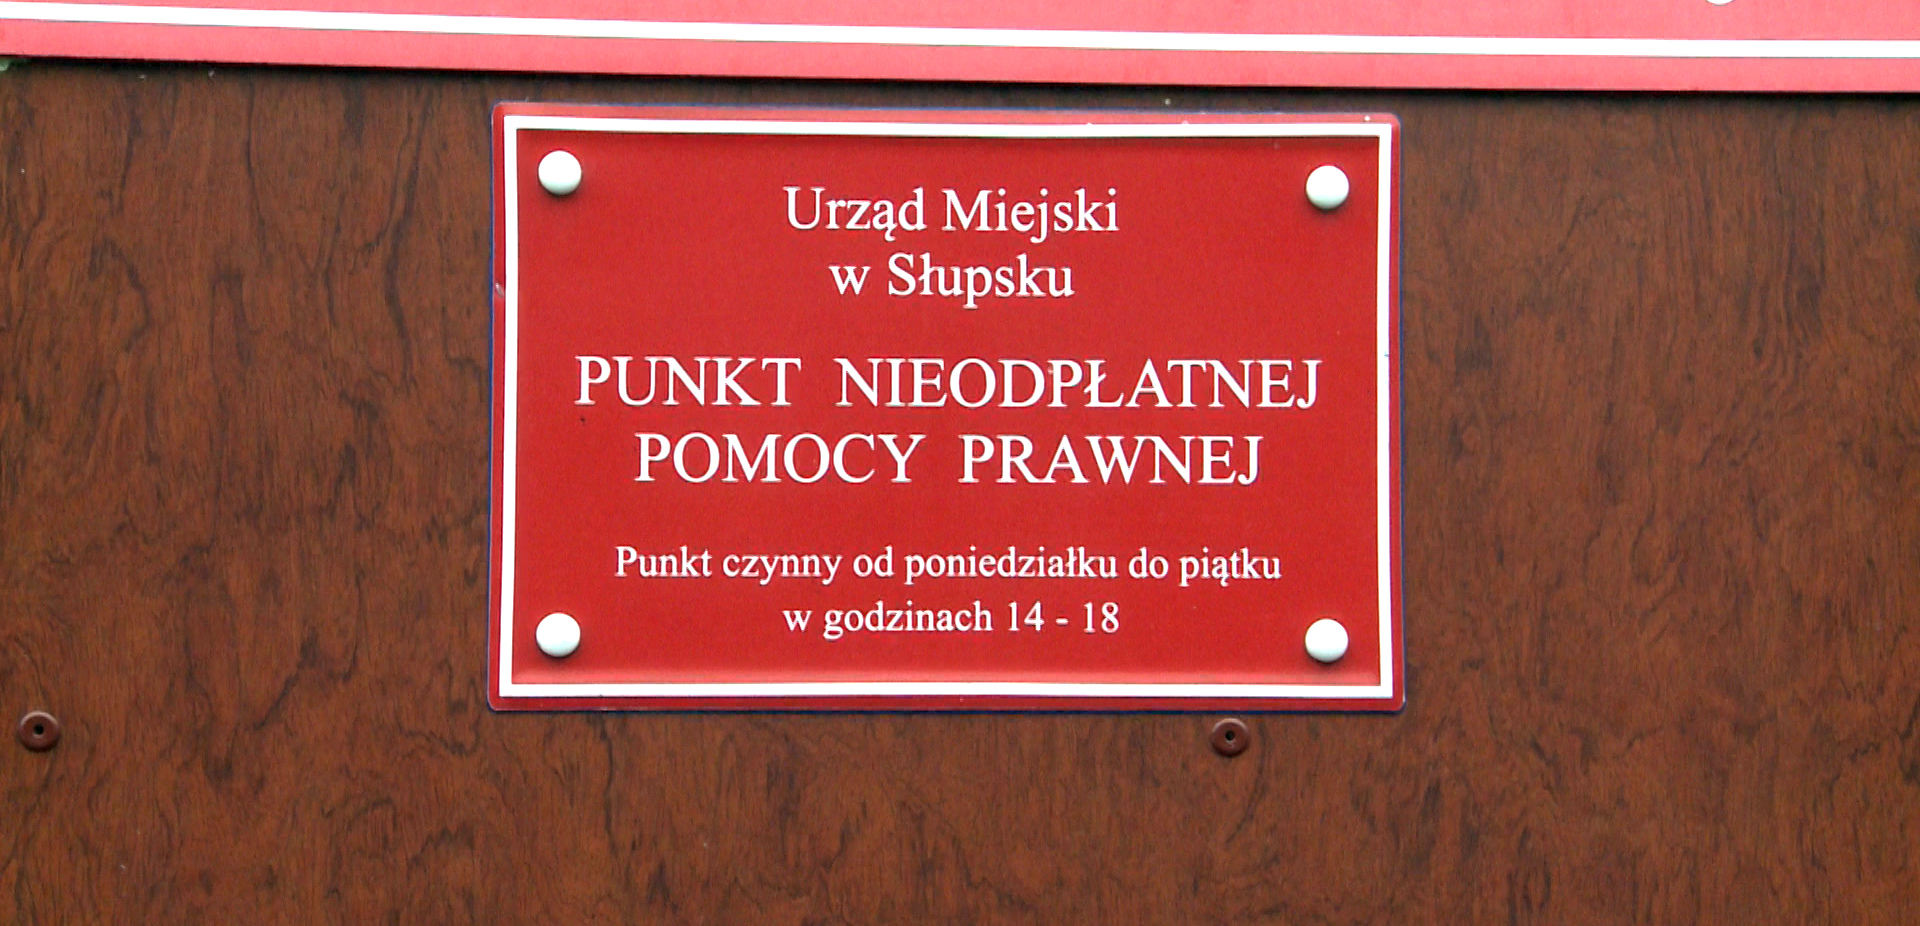 Urząd Miejski
w Słupsku
PUNKT NIEODPŁATNEJ
POMOCY PRAWNEJ
Punkt czynny od poniedziałku do piątku
w godzinach 14 - 18